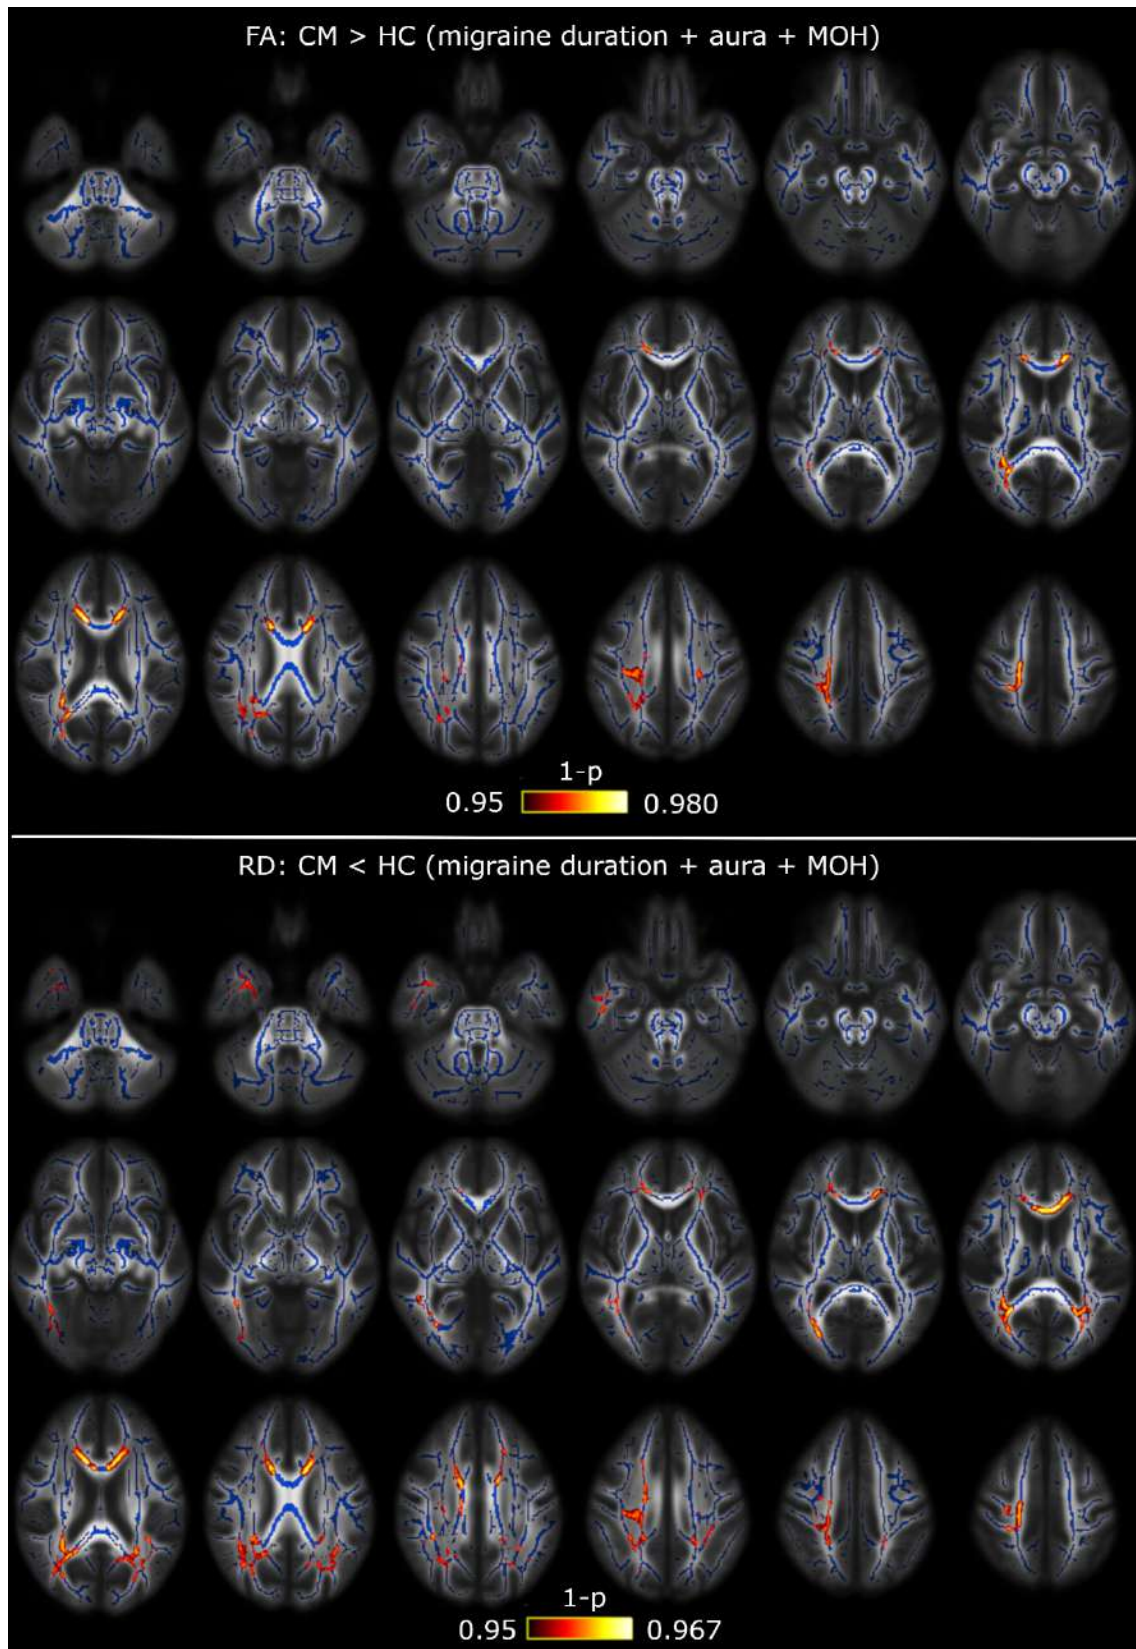 FA: CM > HC (migraine duration + aura + MOH)
1-p
0.95 0.980
RD: CM < HC (migraine duration + aura + MOH)
1-p
0.95 0.967